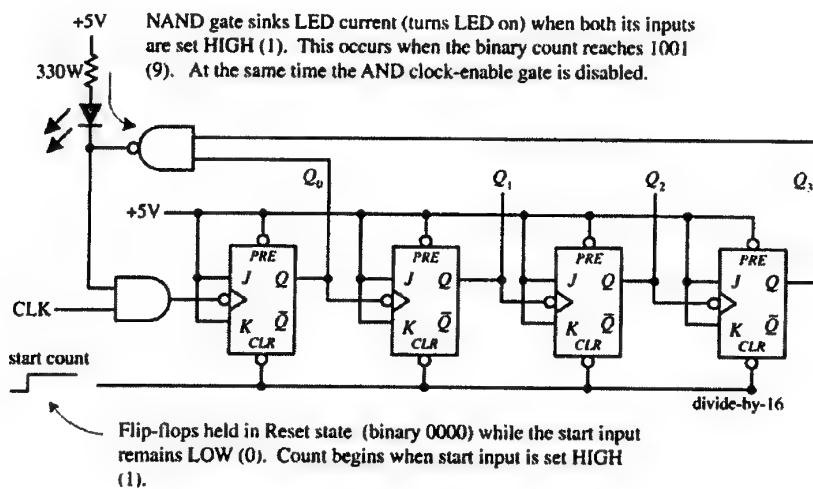 NAND gate sinks LED current (turns LED on) when both its inputs
are set HIGH (1). This occurs when the binary count reaches 1001
(9). At the same time the AND clock-enable gate is disabled.
+5V
330W
Q0
Q1
Q2
Q3
+5V
PRE
J Q
K Q̄
CLR
PRE
J Q
K Q̄
CLR
PRE
J Q
K Q̄
CLR
PRE
J Q
K Q̄
CLR
CLK
start count
divide-by-16
Flip-flops held in Reset state (binary 0000) while the start input
remains LOW (0). Count begins when start input is set HIGH
(1).